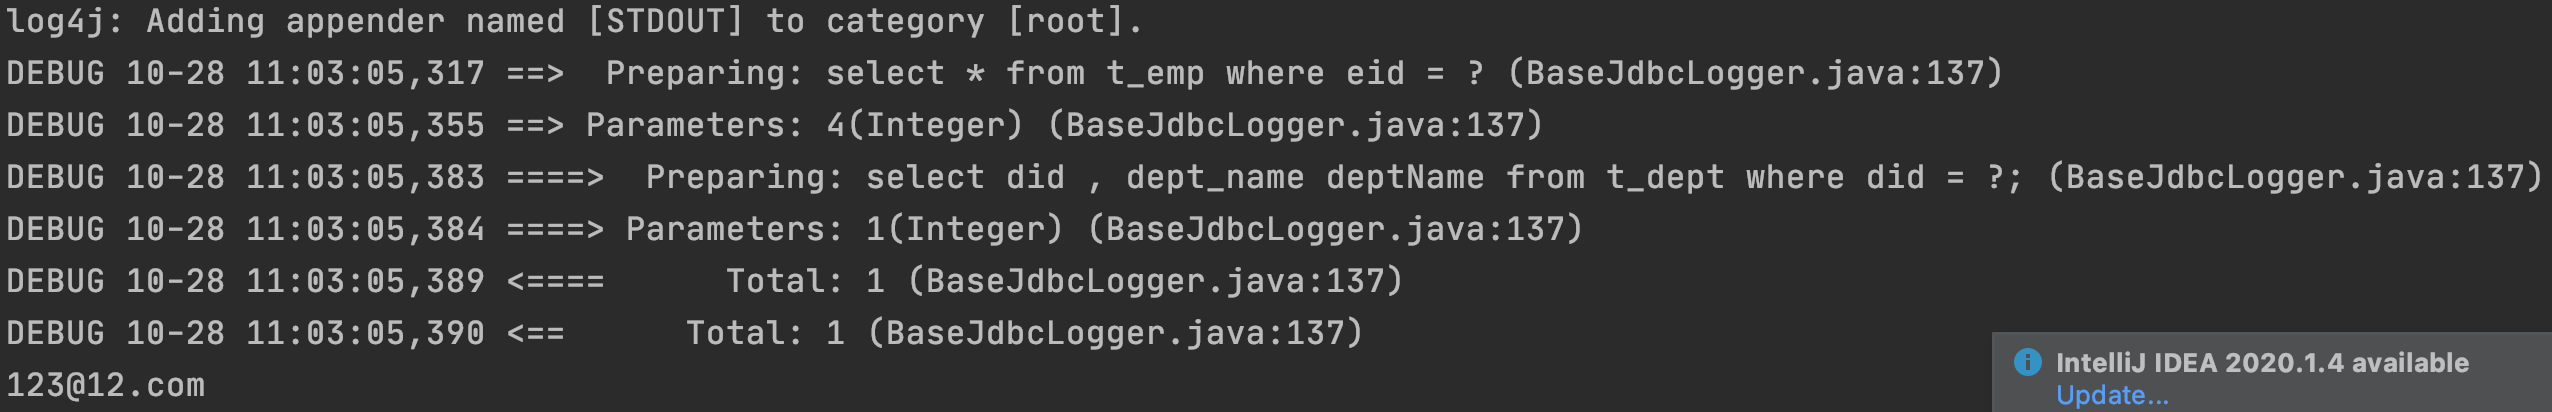 log4j: Adding appender named [STDOUT] to category [root].
DEBUG 10-28 11:03:05,317 ==>  Preparing: select * from t_emp where eid = ? (BaseJdbcLogger.java:137)
DEBUG 10-28 11:03:05,355 ==> Parameters: 4(Integer) (BaseJdbcLogger.java:137)
DEBUG 10-28 11:03:05,383 ====>  Preparing: select did , dept_name deptName from t_dept where did = ?; (BaseJdbcLogger.java:137)
DEBUG 10-28 11:03:05,384 ====> Parameters: 1(Integer) (BaseJdbcLogger.java:137)
DEBUG 10-28 11:03:05,389 <====      Total: 1 (BaseJdbcLogger.java:137)
DEBUG 10-28 11:03:05,390 <==      Total: 1 (BaseJdbcLogger.java:137)
123@12.com
IntelliJ IDEA 2020.1.4 available
Update...